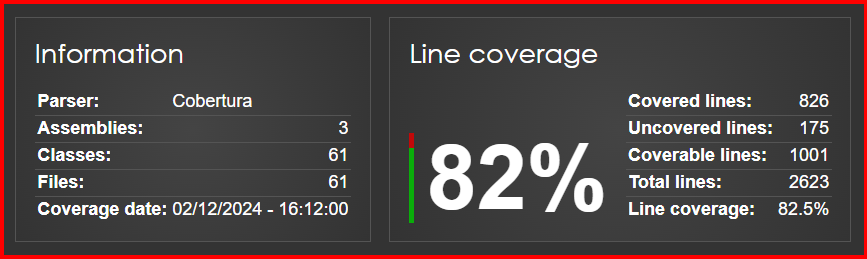 Information
Parser: Cobertura
Assemblies: 3
Classes: 61
Files: 61
Coverage date: 02/12/2024 - 16:12:00
Line coverage
82%
Covered lines: 826
Uncovered lines: 175
Coverable lines: 1001
Total lines: 2623
Line coverage: 82.5%